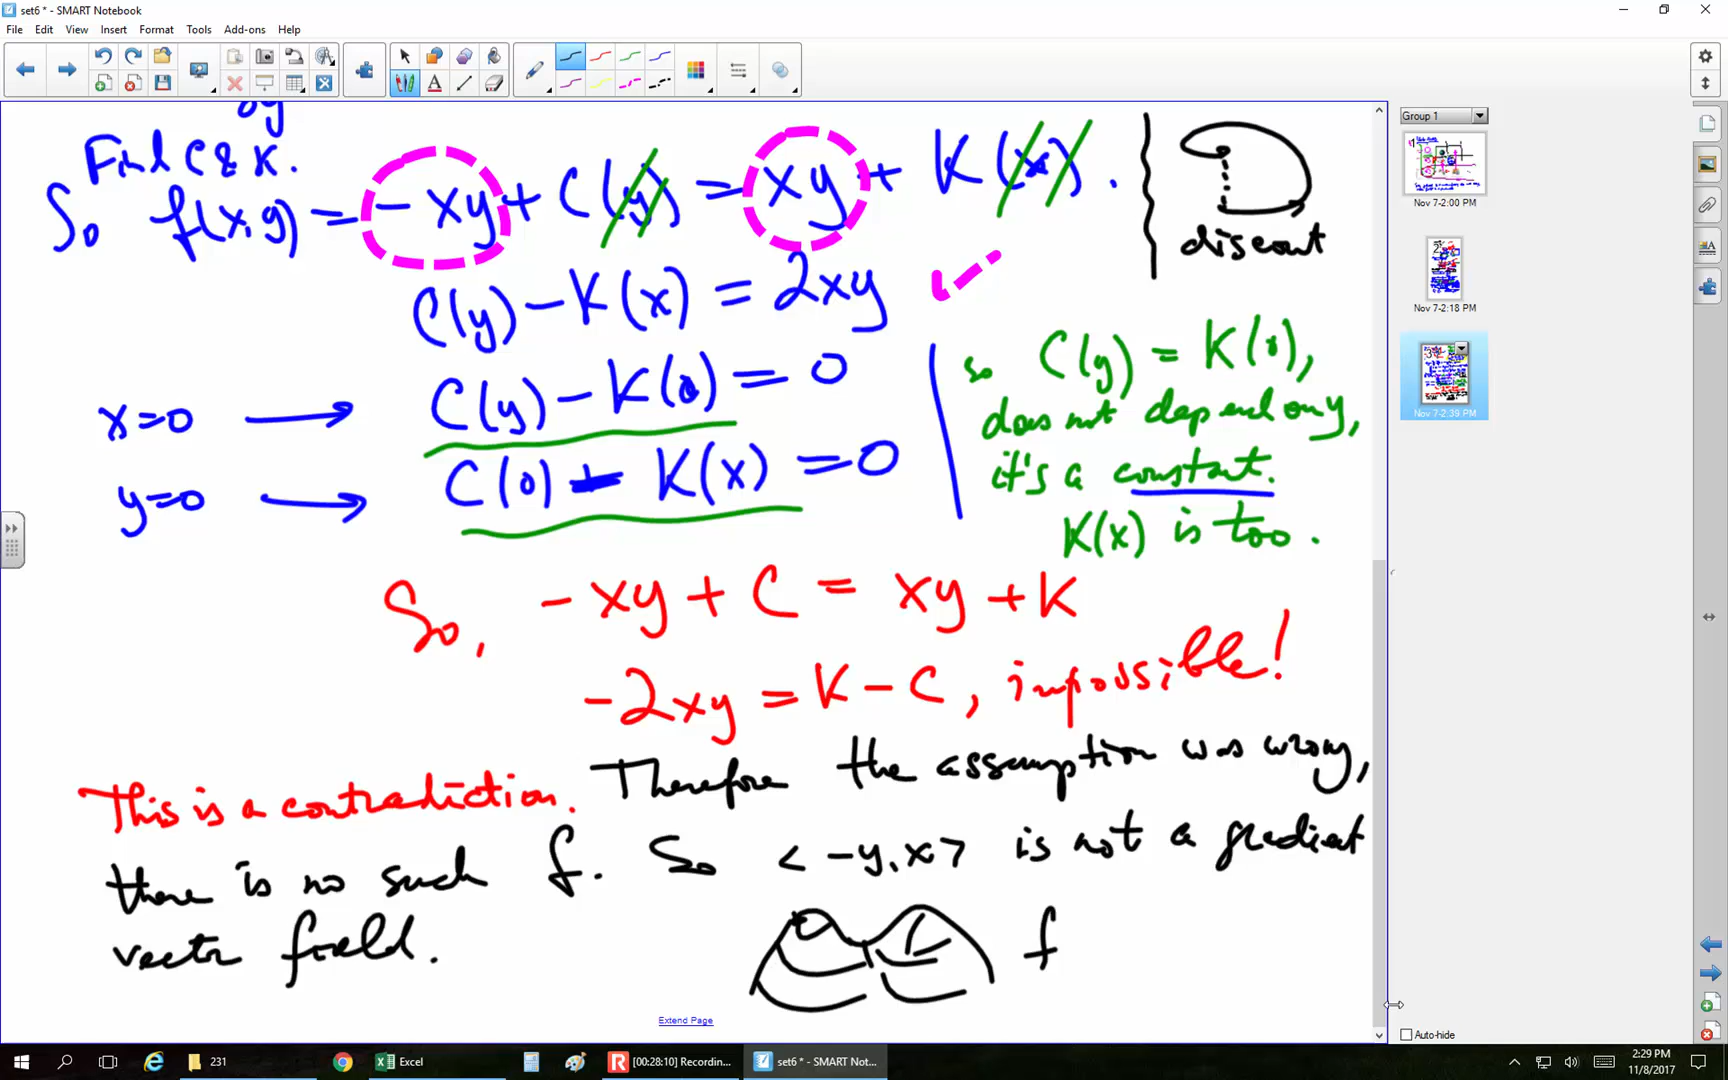 set6 * - SMART Notebook
File Edit View Insert Format Tools Add-ons Help
Find C & K.
So f(x,y) = -xy + C(y) = xy + K(x).
discont
C(y) - K(x) = 2xy
x=0 → C(y) - K(0) = 0
y=0 → C(0) - K(x) = 0
so C(y) = K(0),
does not depend on y,
it's a constant.
K(x) is too.
So, -xy + C = xy + K
-2xy = K - C, impossible!
This is a contradiction. Therefore the assumption was wrong,
there is no such f. So < -y, x > is not a gradient
vector field.
f
Extend Page
Group 1
Nov 7-2:00 PM
Nov 7-2:18 PM
Nov 7-2:39 PM
Auto-hide
231
Excel
[00:28:10] Recordin...
set6 * - SMART Not...
2:29 PM
11/8/2017